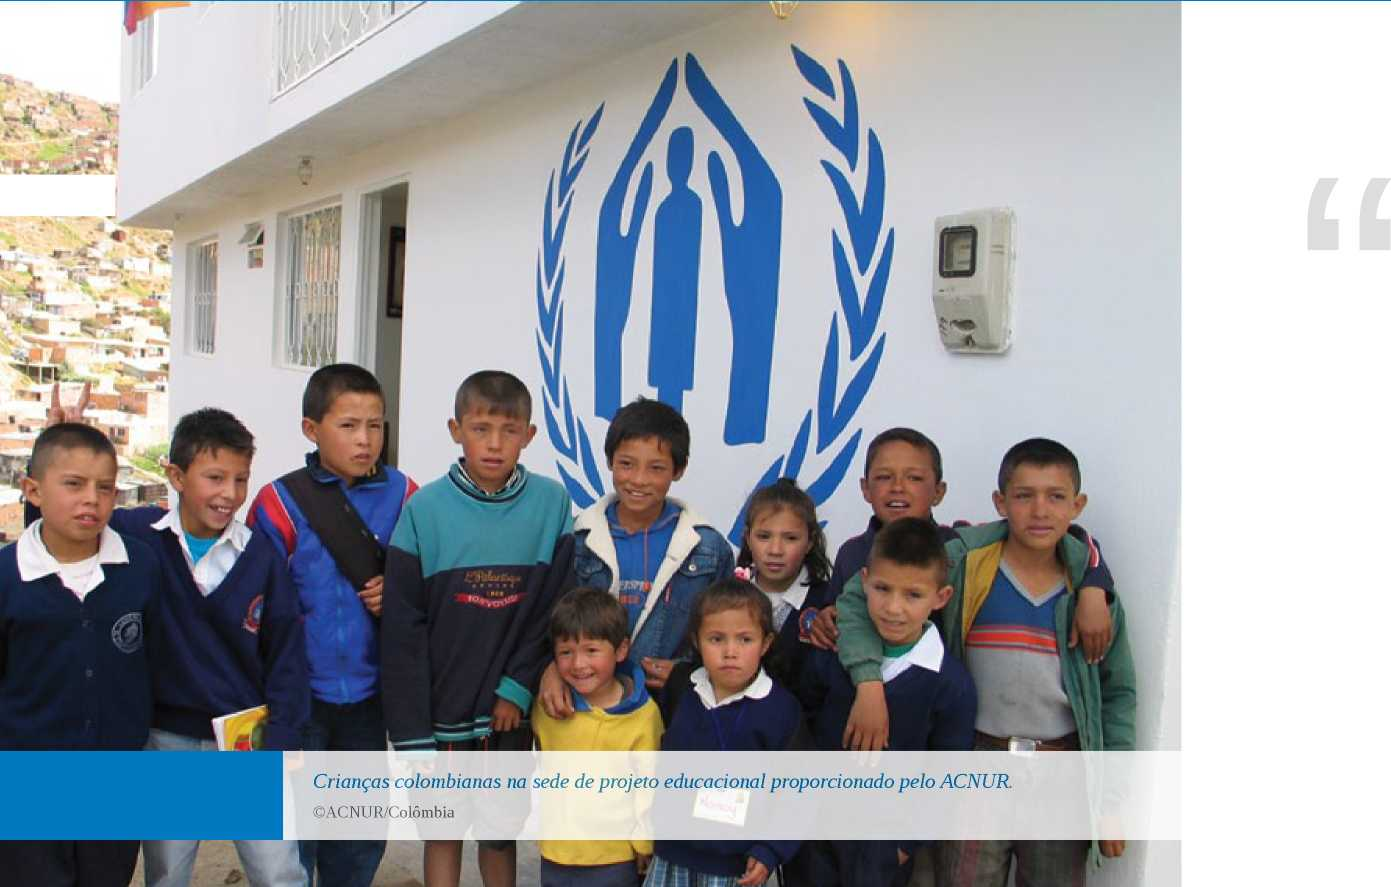 “
Crianças colombianas na sede de projeto educacional proporcionado pelo ACNUR.
©ACNUR/Colômbia